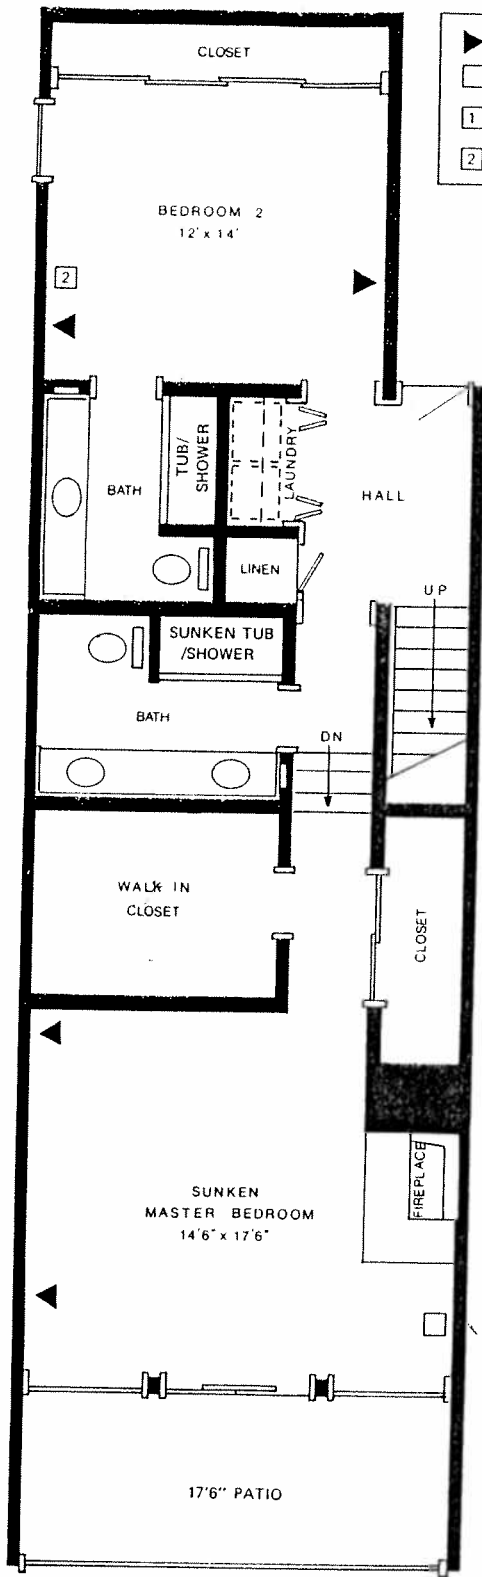 CLOSET
1
2
BEDROOM 2
12' x 14'
2
TUB/
SHOWER
LAUNDRY
BATH
HALL
LINEN
UP
SUNKEN TUB
/SHOWER
BATH
DN
WALK IN
CLOSET
CLOSET
FIREPLACE
SUNKEN
MASTER BEDROOM
14'6" x 17'6"
17'6" PATIO